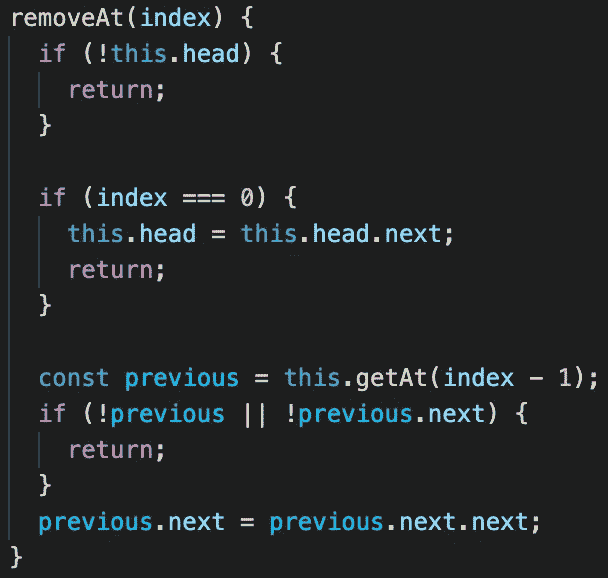 removeAt(index) {
  if (!this.head) {
    return;
  }

  if (index === 0) {
    this.head = this.head.next;
    return;
  }

  const previous = this.getAt(index - 1);
  if (!previous || !previous.next) {
    return;
  }
  previous.next = previous.next.next;
}